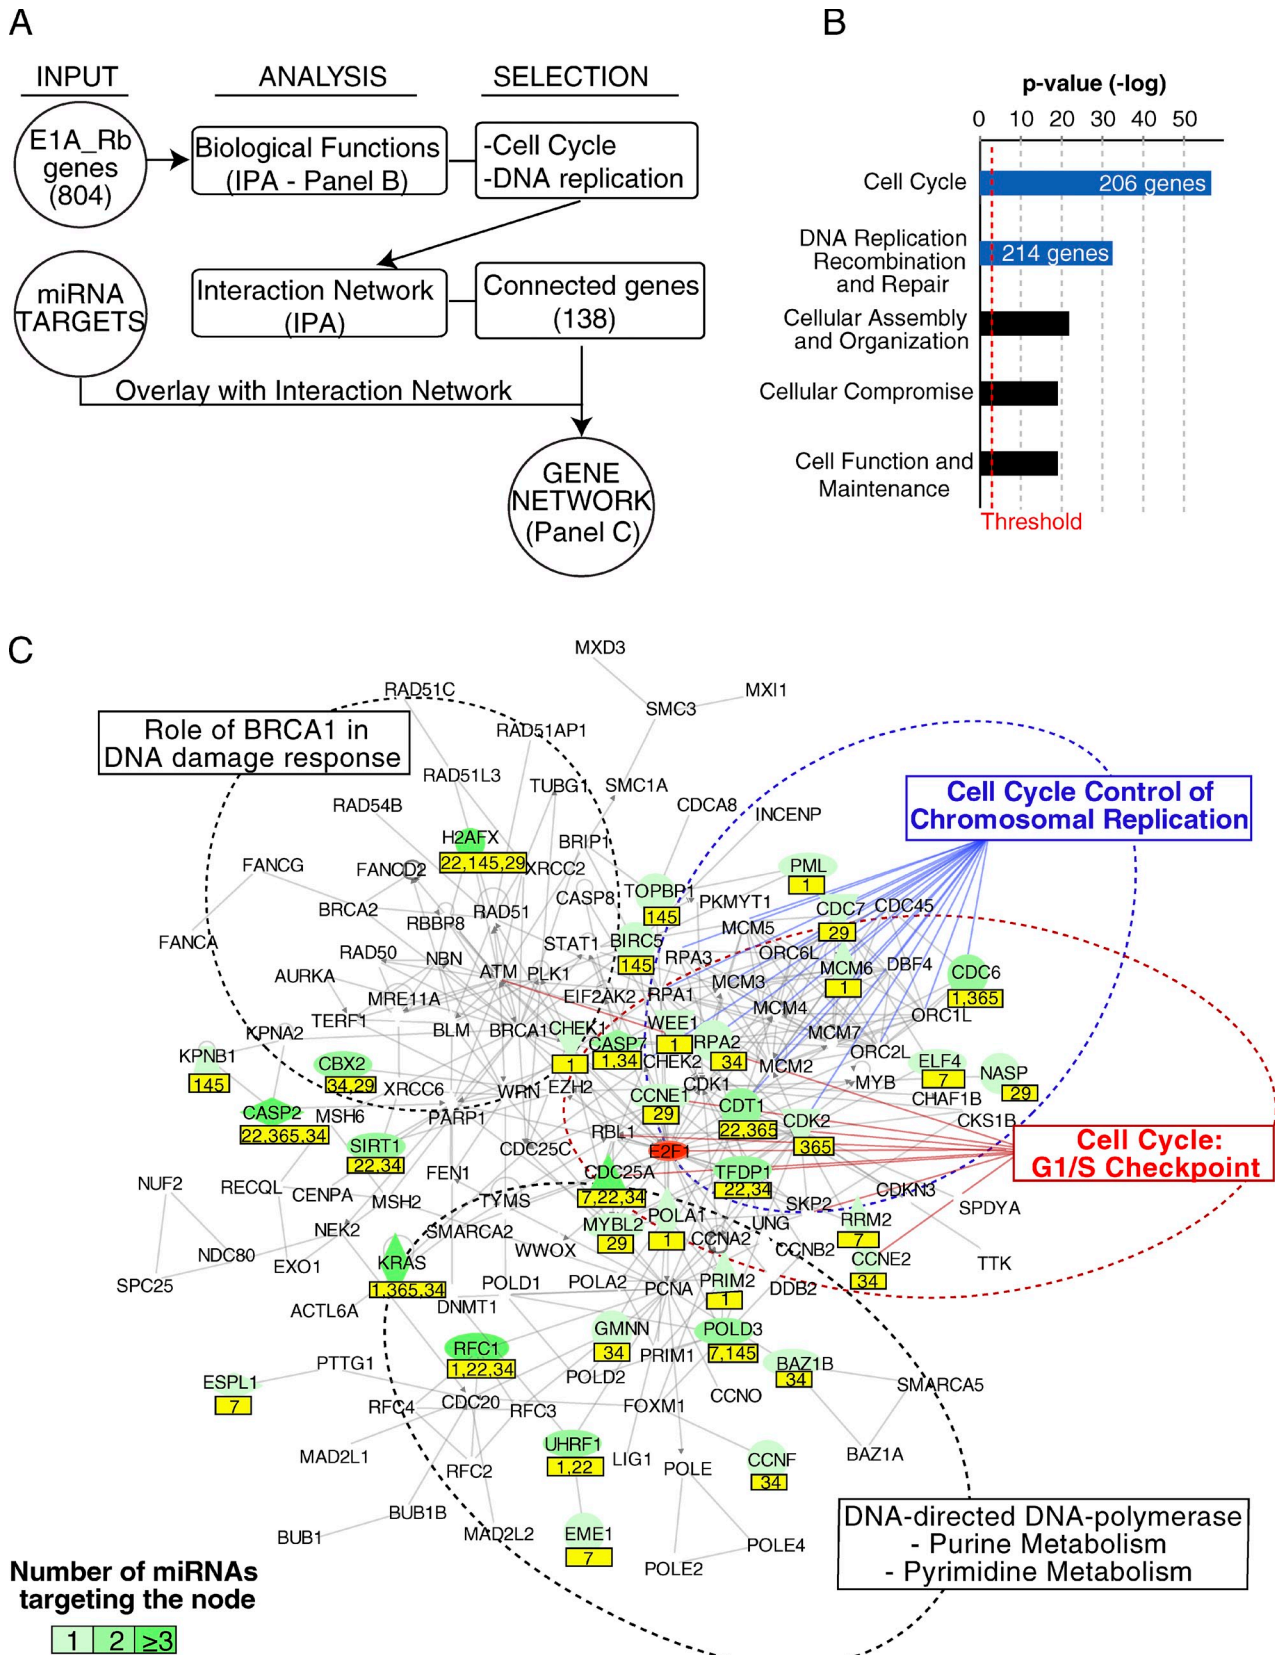 A
INPUT
ANALYSIS
SELECTION
E1A_Rb
genes
(804)
Biological Functions
(IPA - Panel B)
-Cell Cycle
-DNA replication
miRNA
TARGETS
Interaction Network
(IPA)
Connected genes
(138)
Overlay with Interaction Network
GENE
NETWORK
(Panel C)
B
p-value (-log)
0 10 20 30 40 50
Cell Cycle
206 genes
DNA Replication
Recombination
and Repair
214 genes
Cellular Assembly
and Organization
Cellular Compromise
Cell Function and
Maintenance
Threshold
C
MXD3
RAD51C
MXI1
SMC3
Role of BRCA1 in
DNA damage response
RAD51AP1
RAD51L3
TUBG1
SMC1A
Cell Cycle Control of
Chromosomal Replication
RAD54B
CDCA8
INCENP
H2AFX
22,145,29
BRIP1
FANCG
FANCD2
XRCC2
PML
1
TOPBP1
145
CASP8
PKMYT1
CDC7
29
CDC45
BRCA2
RBBP8
RAD51
MCM5
FANCA
STAT1
BIRC5
145
RAD50
NBN
RPA3
ORC6L
MCM6
1
DBF4
CDC6
1,365
AURKA
ATM
PLK1
MCM3
MRE11A
EIF2AK2
RPA1
MCM4
ORC1L
TERF1
KPNA2
BLM
BRCA1
CHEK1
1
WEE1
1
RPA2
34
MCM7
KPNB1
145
CBX2
34,29
CASP7
1,34
CHEK2
MCM2
ORC2L
ELF4
7
NASP
29
XRCC6
WRN
EZH2
CDK1
MYB
CHAF1B
CASP2
22,365,34
MSH6
PARP1
CCNE1
29
CDT1
22,365
CDK2
365
CKS1B
SIRT1
22,34
CDC25C
RBL1
E2F1
Cell Cycle:
G1/S Checkpoint
FEN1
CDC25A
7,22,34
TFDP1
22,34
NUF2
RECQL
CENPA
MSH2
TYMS
SKP2
CDKN3
SPDYA
NEK2
SMARCA2
MYBL2
29
POLA1
1
UNG
RRM2
7
NDC80
EXO1
KRAS
1,365,34
WWOX
CCNA2
CCNB2
CCNE2
34
TTK
SPC25
POLD1
POLA2
PCNA
PRIM2
1
DDB2
ACTL6A
DNMT1
GMNN
34
POLD3
7,145
RFC1
1,22,34
PRIM1
BAZ1B
34
PTTG1
ESPL1
7
POLD2
SMARCA5
RFC4
CDC20
RFC3
FOXM1
CCNO
MAD2L1
UHRF1
1,22
LIG1
POLE
CCNF
34
BAZ1A
RFC2
BUB1B
BUB1
MAD2L2
EME1
7
POLE4
POLE2
DNA-directed DNA-polymerase
- Purine Metabolism
- Pyrimidine Metabolism
Number of miRNAs
targeting the node
1 2 ≥3